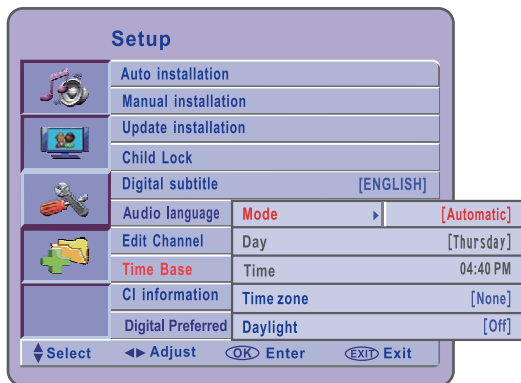 Setup
Auto installation
Manual installation
Update installation
Child Lock
Digital subtitle [ENGLISH]
Audio language
Edit Channel
Time Base
CI information
Digital Preferred
Mode [Automatic]
Day [Thursday]
Time 04:40 PM
Time zone [None]
Daylight [Off]
Select Adjust OK Enter EXIT Exit